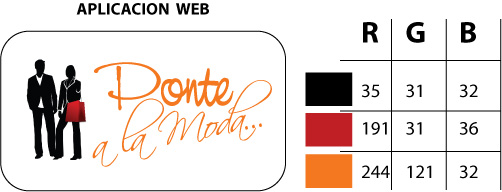 APLICACION WEB
Ponte
a la Moda...
R G B
35 31 32
191 31 36
244 121 32